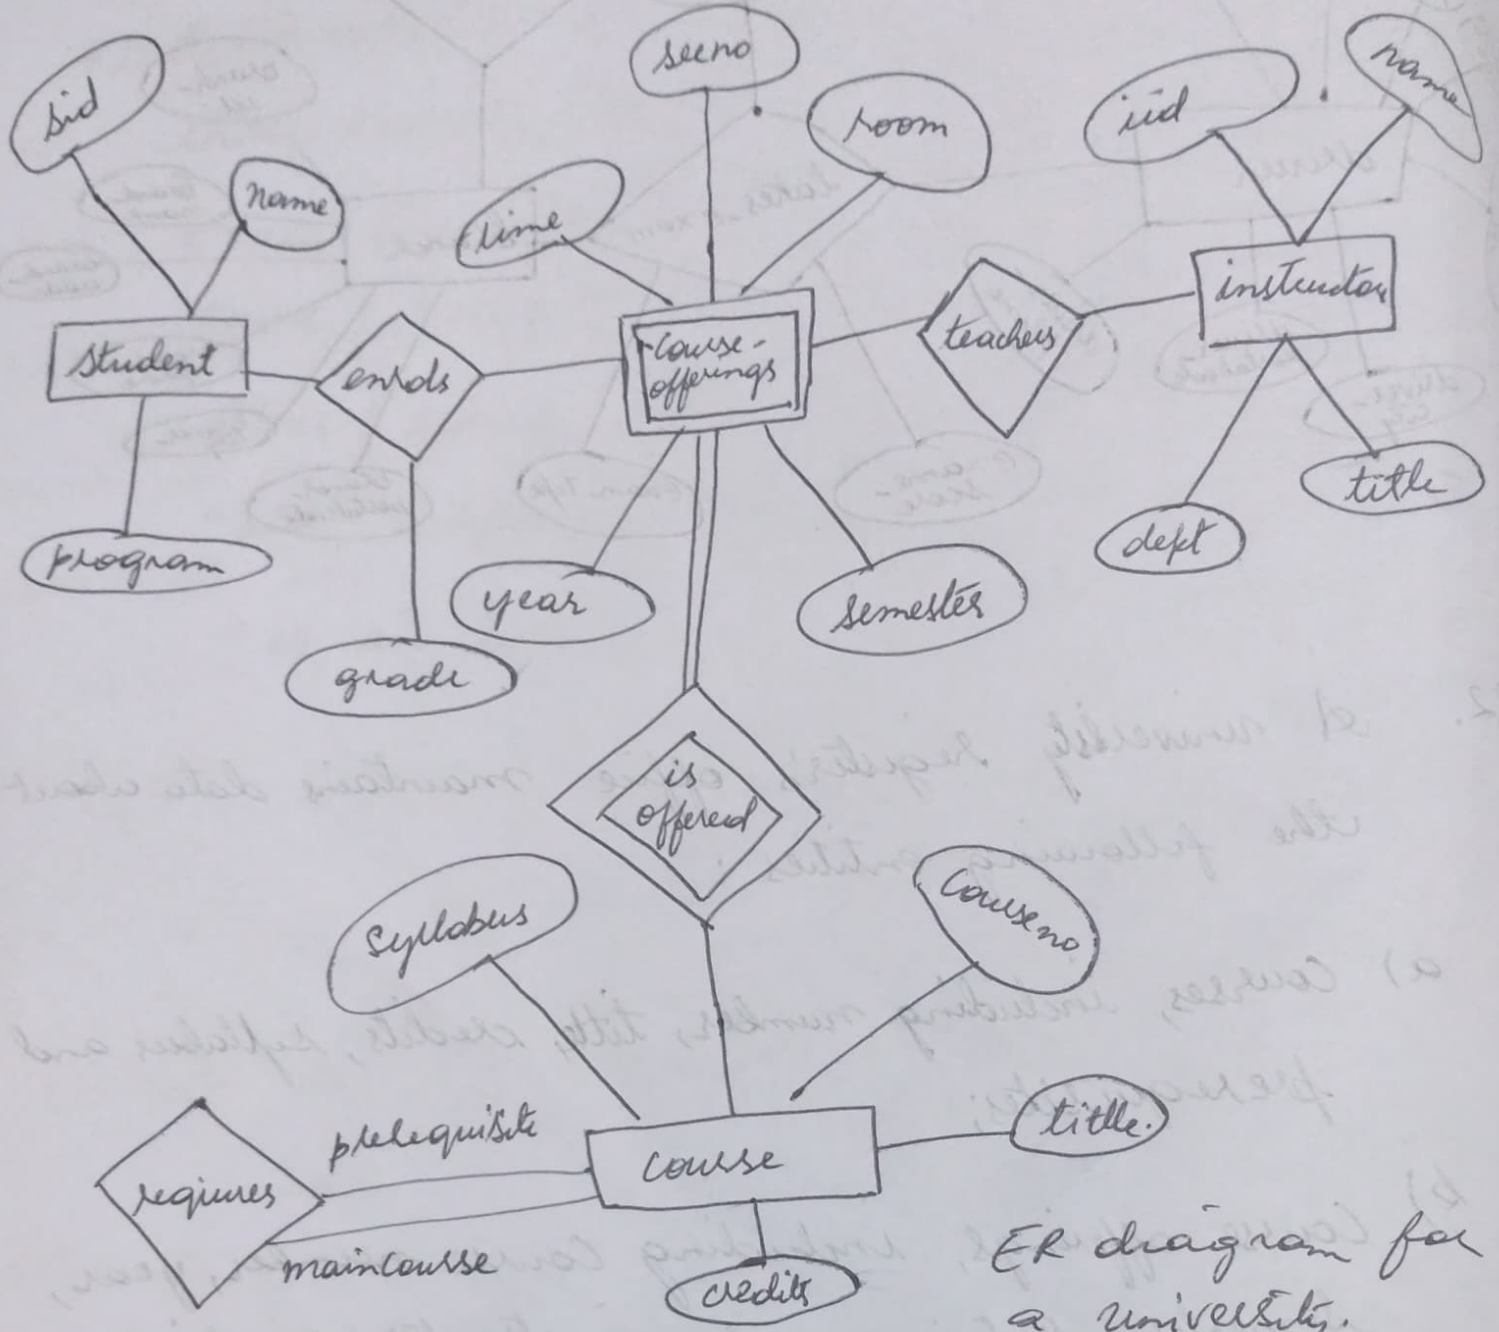 sid
name
student
program
enrols
grade
secno
room
time
course-
offerings
year
semester
teachers
iid
name
instructor
dept
title
is
offered
syllabus
courseno
course
title.
credits
requires
prerequisite
maincourse
ER diagram for
a university.